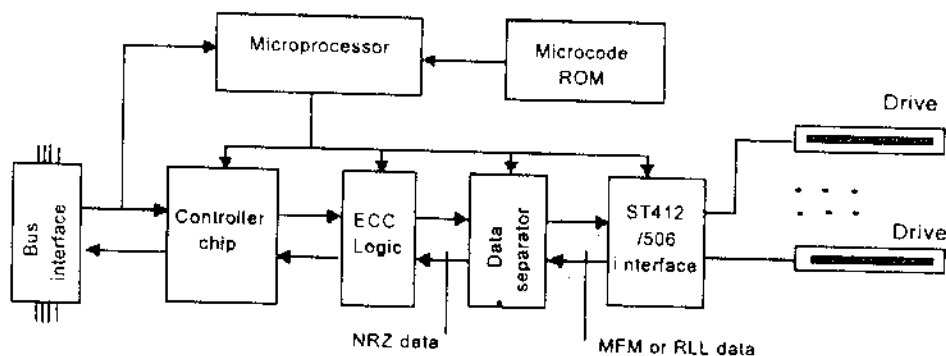 Microprocessor
Microcode
ROM
Drive
Bus
interface
Controller
chip
ECC
Logic
Data
separator
ST412
/506
interface
Drive
NRZ data
MFM or RLL data